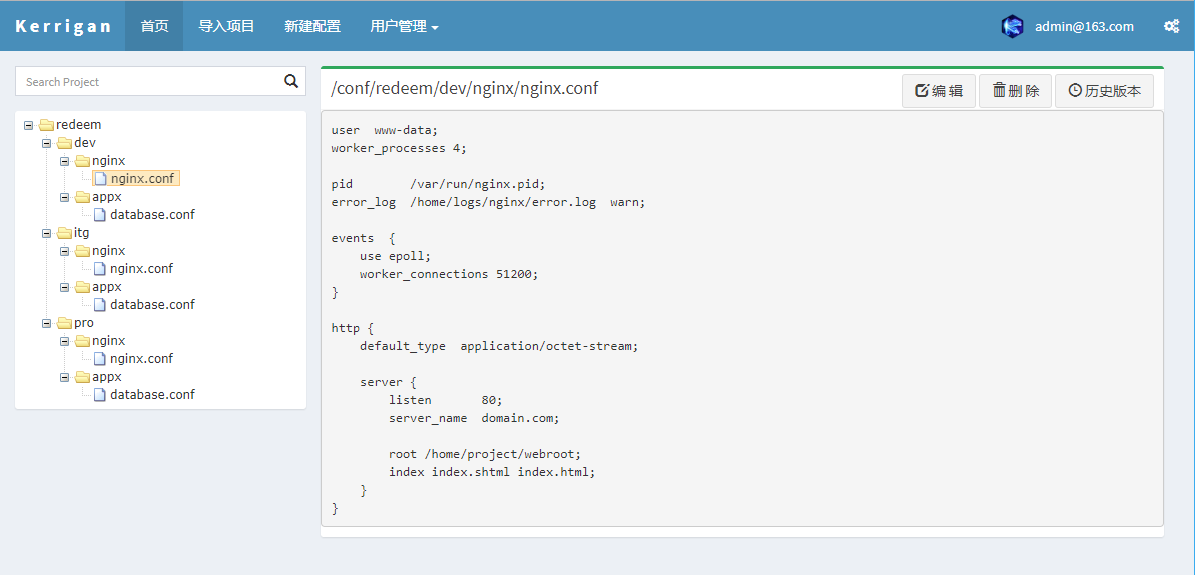 Kerrigan 首页 导入项目 新建配置 用户管理 admin@163.com
Search Project
redeem
dev
nginx
nginx.conf
appx
database.conf
itg
nginx
nginx.conf
appx
database.conf
pro
nginx
nginx.conf
appx
database.conf
/conf/redeem/dev/nginx/nginx.conf 编 辑 删 除 历史版本
user  www-data;
worker_processes 4;

pid        /var/run/nginx.pid;
error_log  /home/logs/nginx/error.log  warn;

events  {
    use epoll;
    worker_connections 51200;
}

http {
    default_type  application/octet-stream;

    server {
        listen       80;
        server_name  domain.com;

        root /home/project/webroot;
        index index.shtml index.html;
    }
}